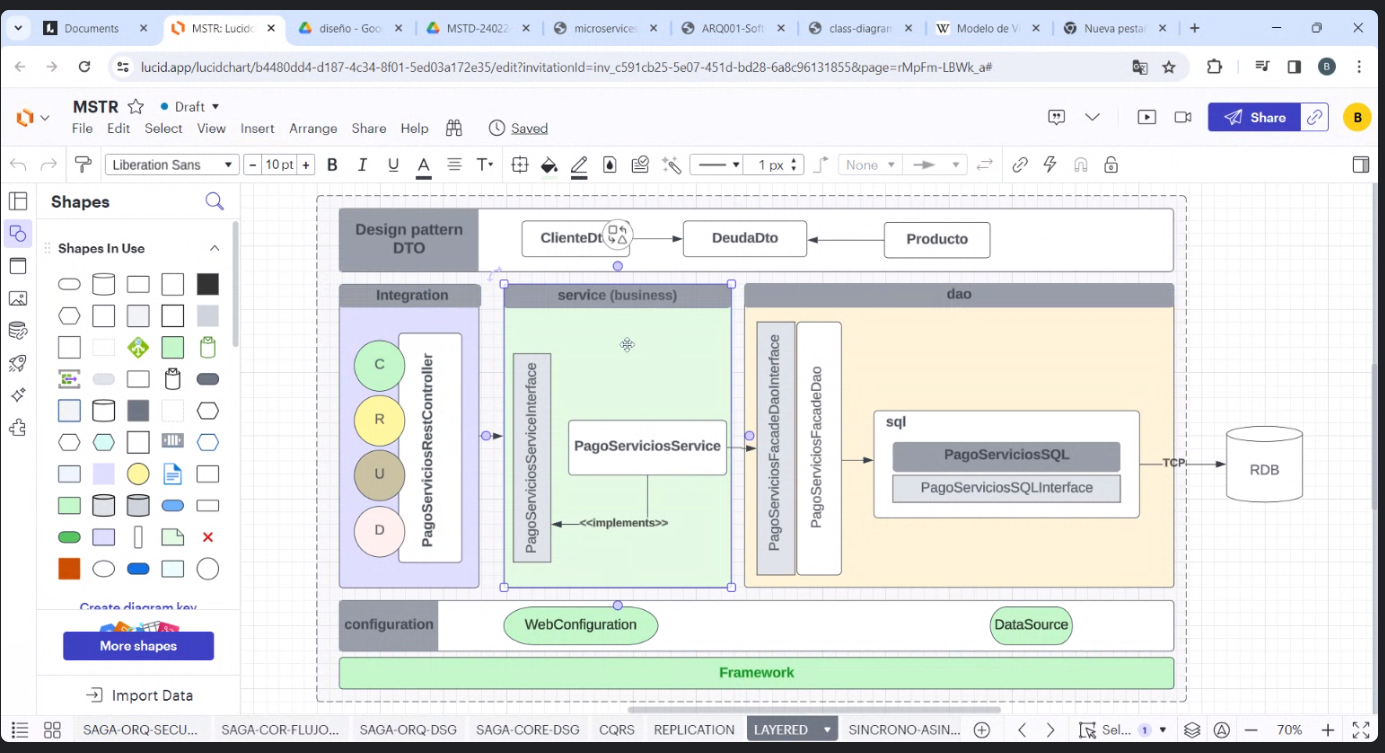 Documents
MSTR: Lucidc
diseño - Goo
MSTD-24022
microservices
ARQ001-Soft
class-diagram
W Modelo de Vi
Nueva pestañ
lucid.app/lucidchart/b4480dd4-d187-4c34-8f01-5ed03a172e35/edit?invitationId=inv_c591cb25-5e07-451d-bd28-6a8c96131855&page=rMpFm-LBWk_a#
B
MSTR
Draft
File Edit Select View Insert Arrange Share Help
Saved
Share
B
Liberation Sans
− 10 pt +
B I U A T
1 px
None
Shapes
Shapes In Use
Create diagram key
More shapes
Import Data
Design pattern
DTO
ClienteDt
DeudaDto
Producto
Integration
service (business)
dao
C
R
U
D
PagoServiciosRestController
PagoServiciosServiceInterface
PagoServiciosService
<<implements>>
PagoServiciosFacadeDaoInterface
PagoServiciosFacadeDao
sql
PagoServiciosSQL
PagoServiciosSQLInterface
TCP
RDB
configuration
WebConfiguration
DataSource
Framework
SAGA-ORQ-SECU...
SAGA-COR-FLUJO...
SAGA-ORQ-DSG
SAGA-CORE-DSG
CQRS
REPLICATION
LAYERED
SINCRONO-ASIN...
Sel... 1
70%